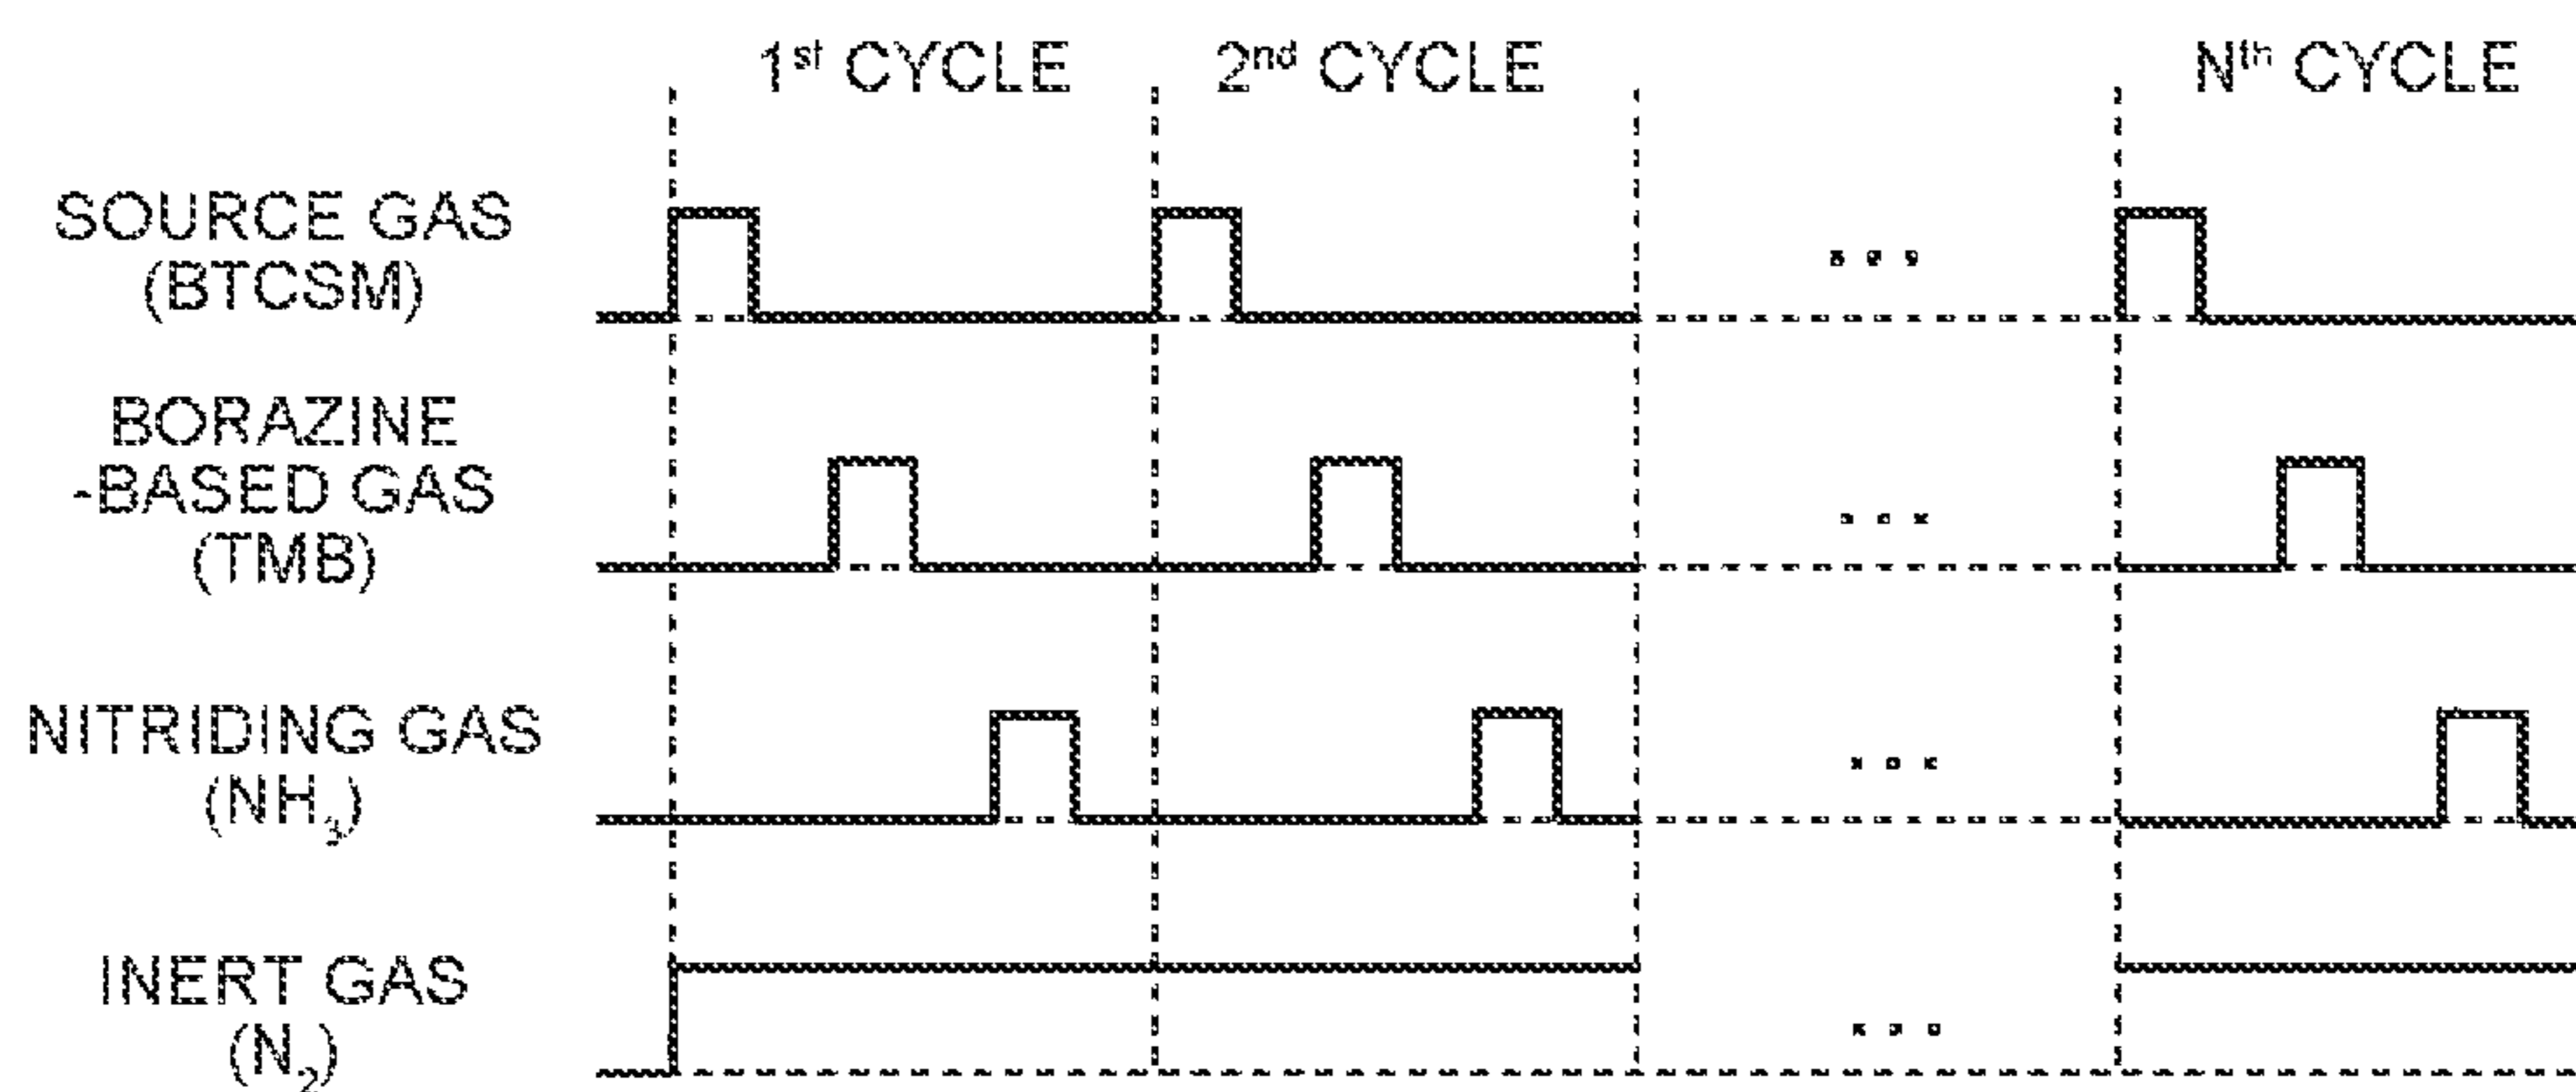 1st CYCLE 2nd CYCLE Nth CYCLE
SOURCE GAS
(BTCSM)
...
BORAZINE
-BASED GAS
(TMB)
...
NITRIDING GAS
(NH₃)
...
INERT GAS
(N₂)
...